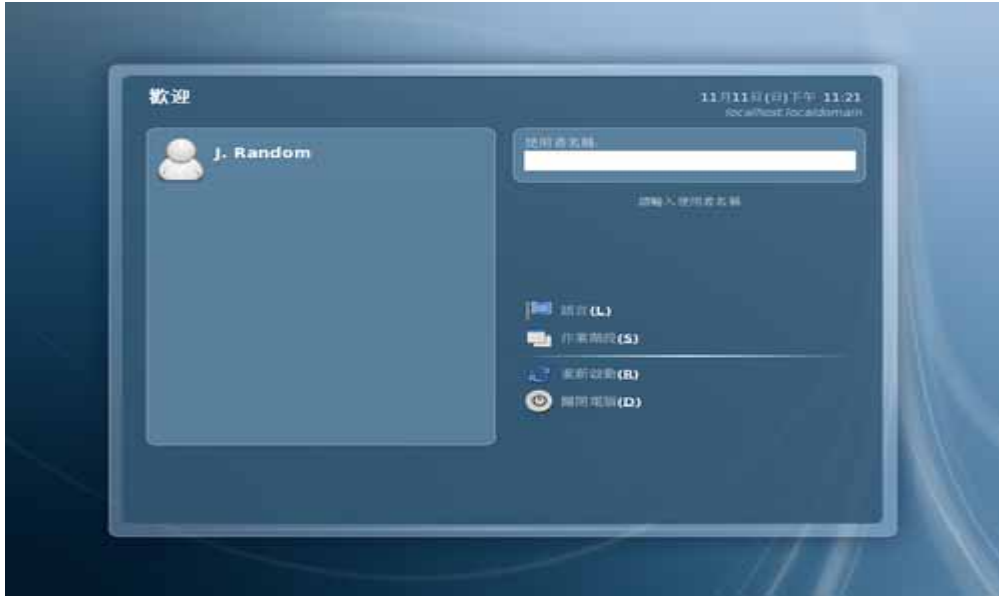 歡迎
11月11日(日)下午 11:21
localhost.localdomain
J. Random
使用者名稱:
請輸入使用者名稱
語言(L)
作業階段(S)
重新啟動(R)
關閉電腦(D)